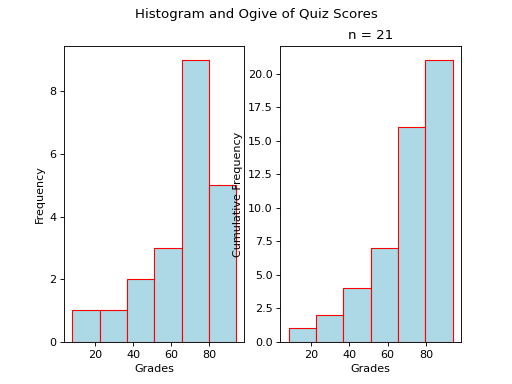 Histogram and Ogive of Quiz Scores
n = 21
Frequency
8
6
4
2
0
20 40 60 80
Grades
Cumulative Frequency
20.0
17.5
15.0
12.5
10.0
7.5
5.0
2.5
0.0
20 40 60 80
Grades